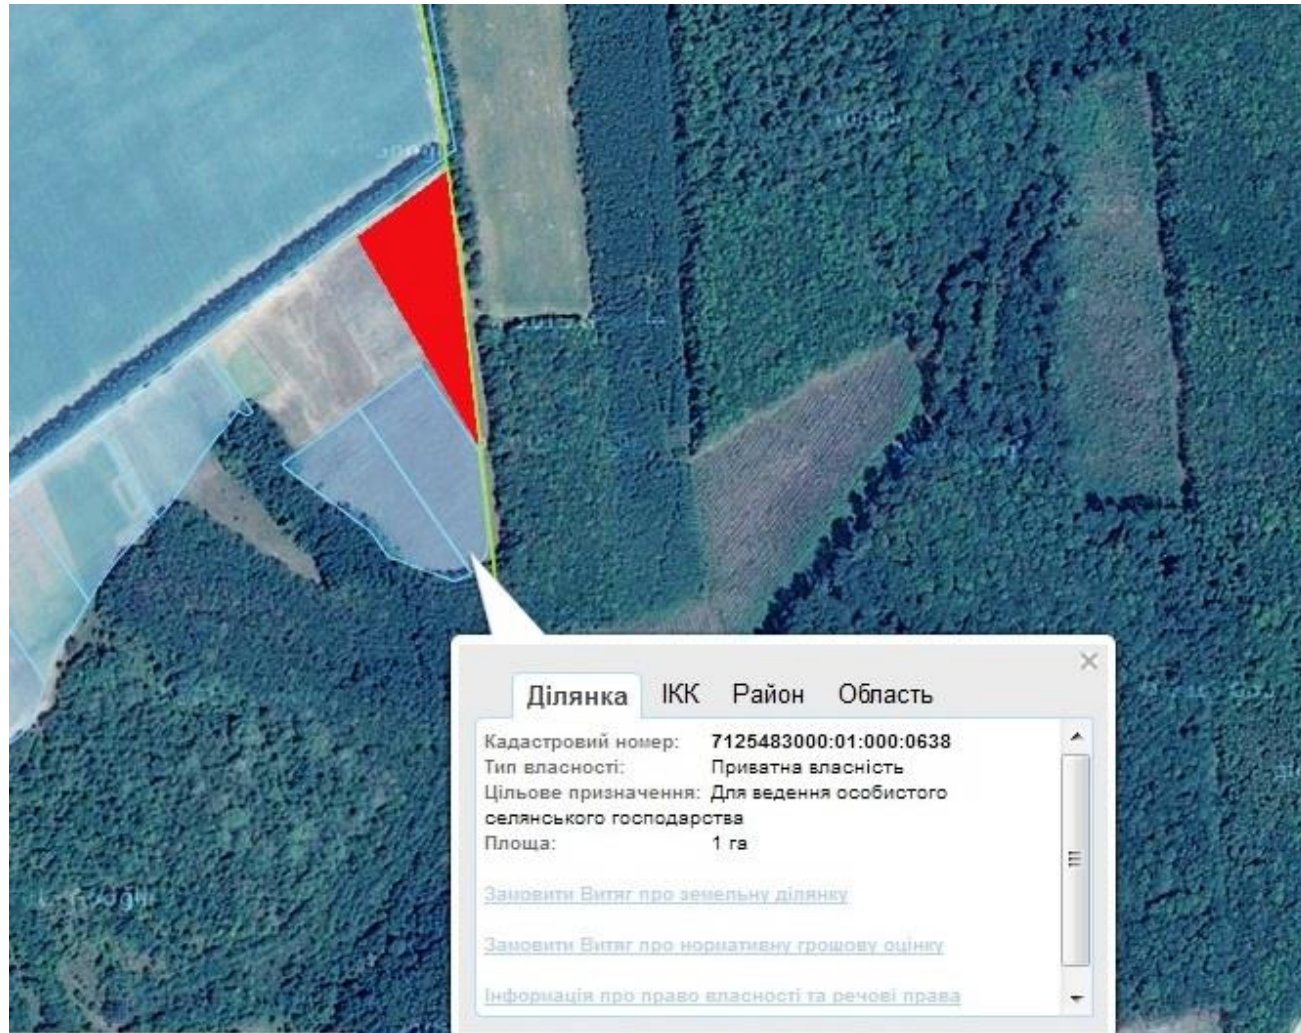 Ділянка ІКК Район Область
Кадастровий номер: 7125483000:01:000:0638
Тип власності: Приватна власність
Цільове призначення: Для ведення особистого
селянського господарства
Площа: 1 га
Замовити Витяг про земельну ділянку
Замовити Витяг про нормативну грошову оцінку
Інформація про право власності та речові права